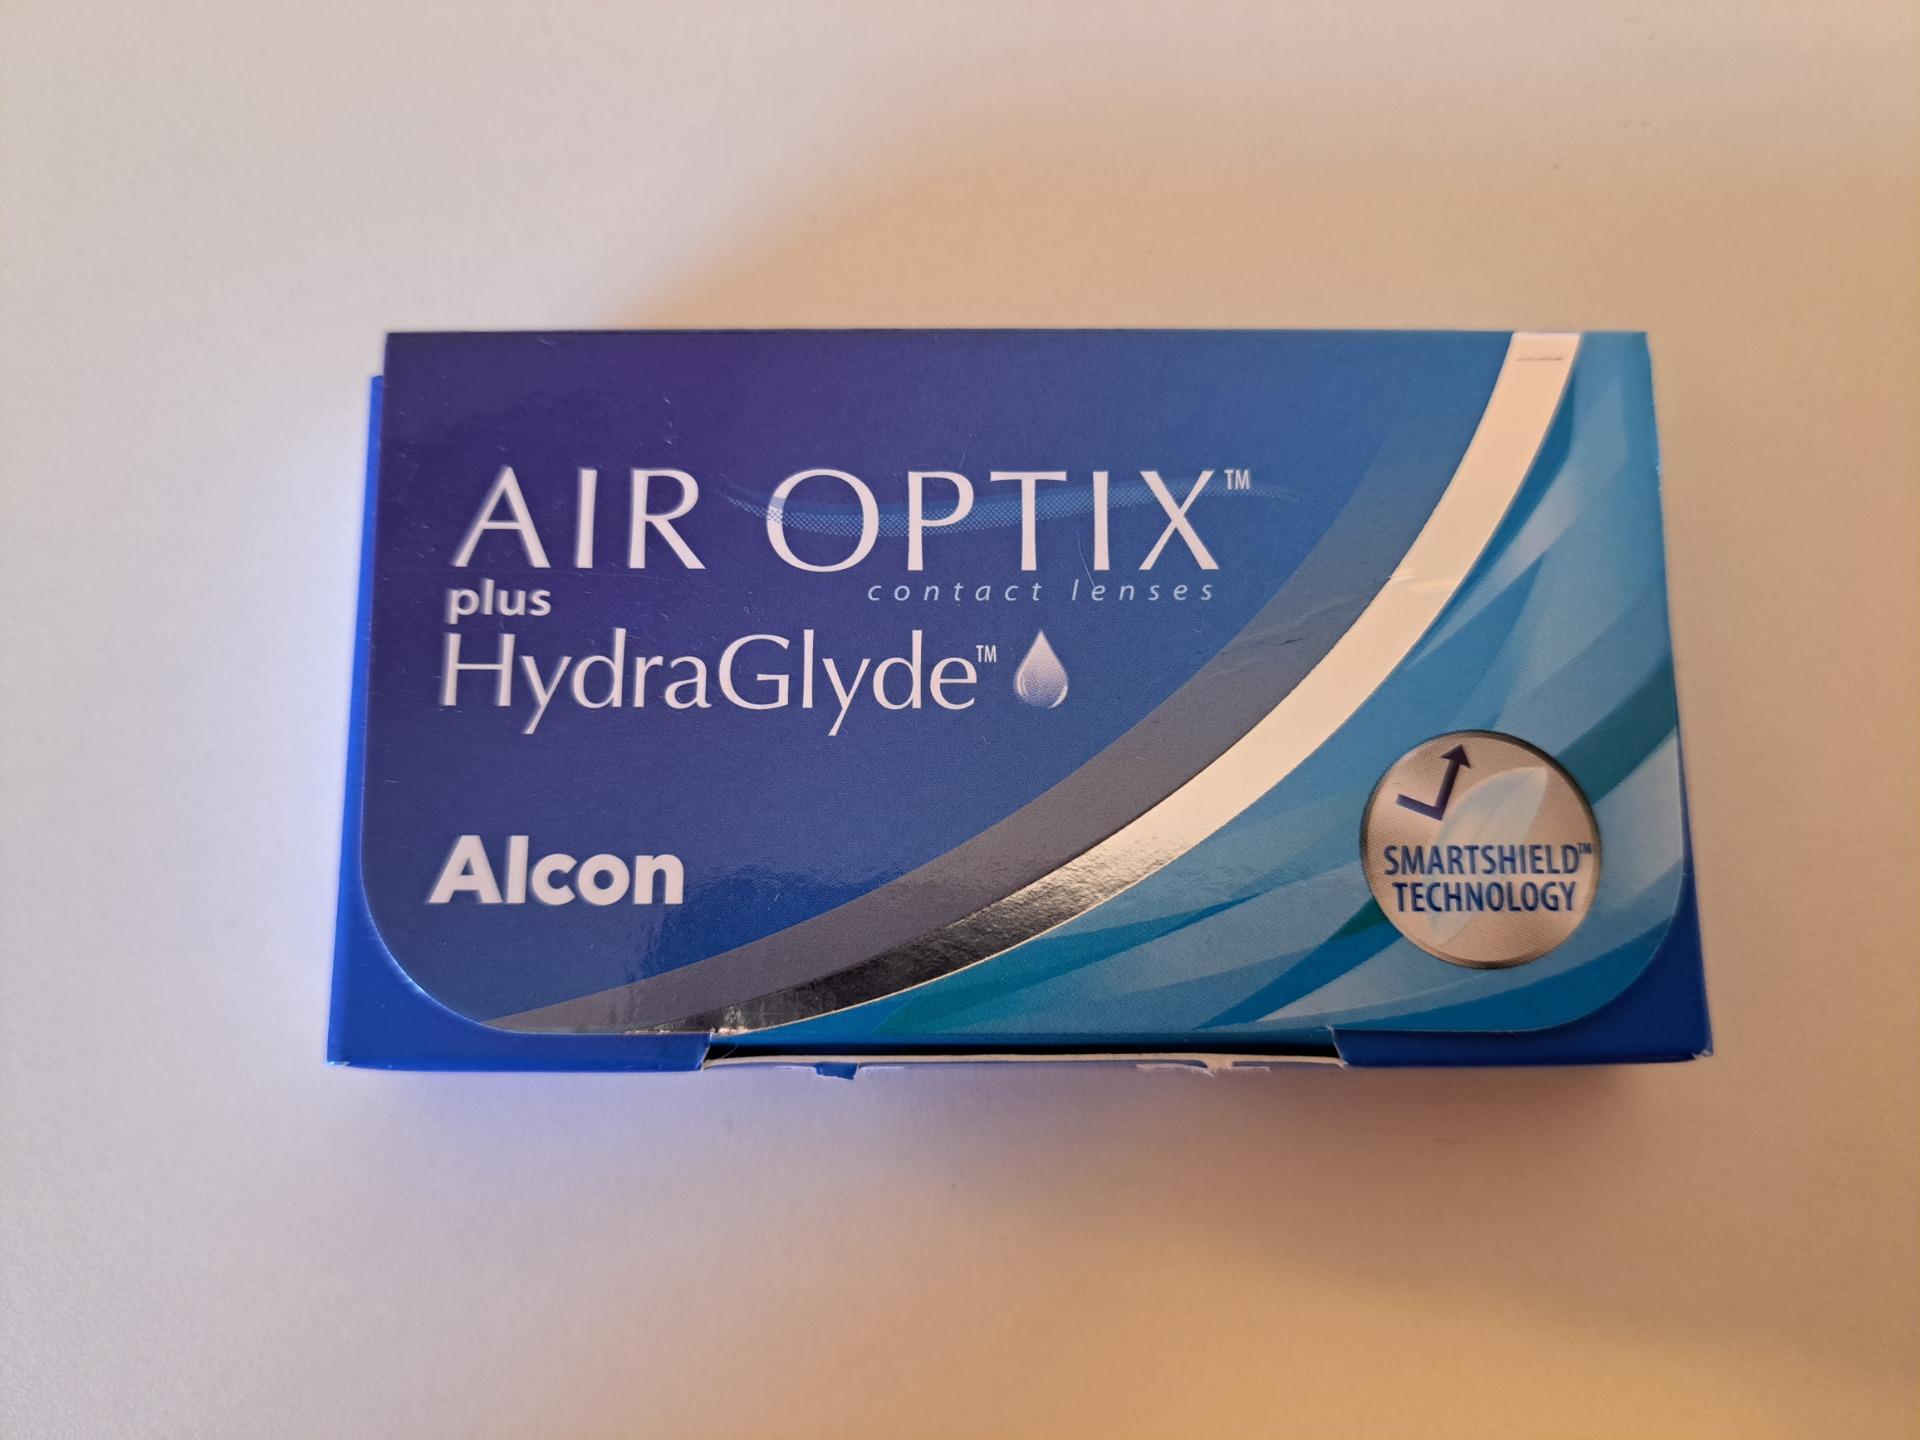 AIR OPTIX™
contact lenses
plus
HydraGlyde™
Alcon
SMARTSHIELD™
TECHNOLOGY